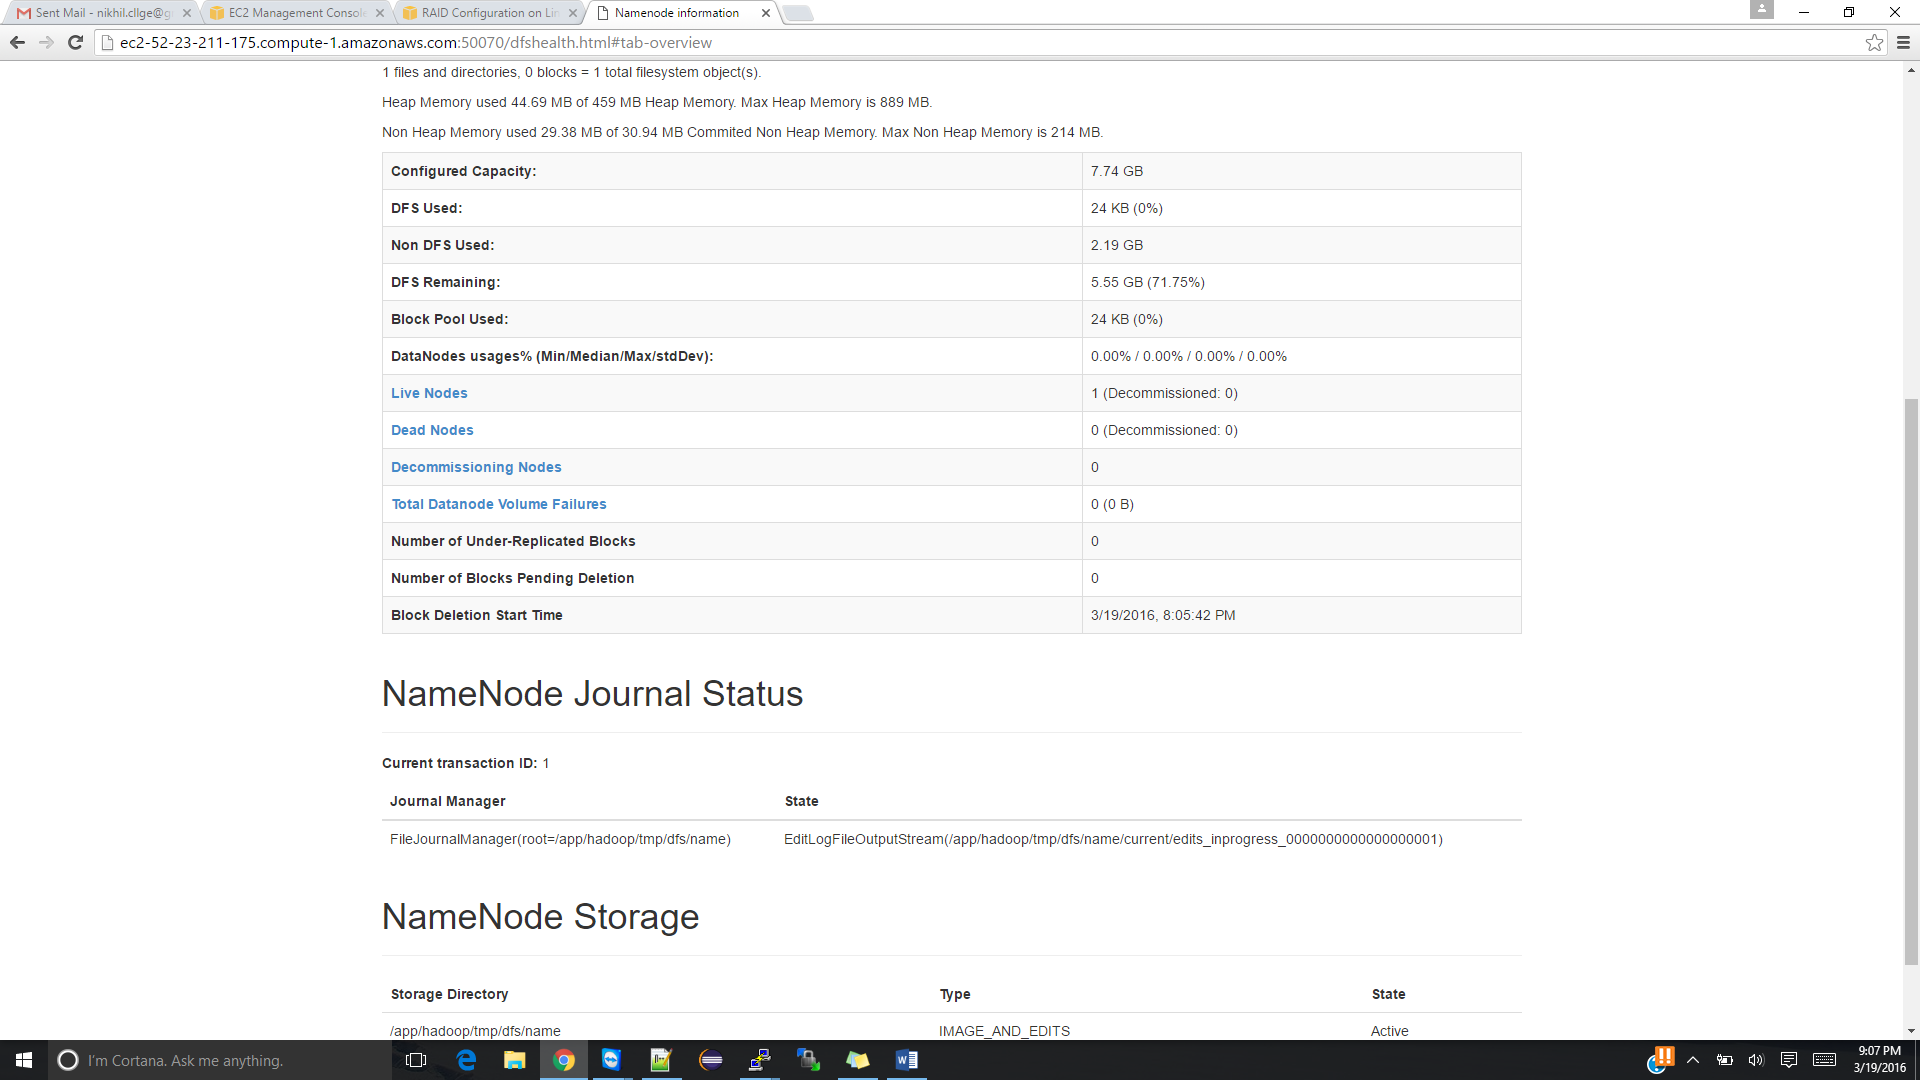 Sent Mail - nikhil.cllge@g
EC2 Management Console
RAID Configuration on Lin
Namenode information
ec2-52-23-211-175.compute-1.amazonaws.com:50070/dfshealth.html#tab-overview
1 files and directories, 0 blocks = 1 total filesystem object(s).
Heap Memory used 44.69 MB of 459 MB Heap Memory. Max Heap Memory is 889 MB.
Non Heap Memory used 29.38 MB of 30.94 MB Commited Non Heap Memory. Max Non Heap Memory is 214 MB.
Configured Capacity: 7.74 GB
DFS Used: 24 KB (0%)
Non DFS Used: 2.19 GB
DFS Remaining: 5.55 GB (71.75%)
Block Pool Used: 24 KB (0%)
DataNodes usages% (Min/Median/Max/stdDev): 0.00% / 0.00% / 0.00% / 0.00%
Live Nodes 1 (Decommissioned: 0)
Dead Nodes 0 (Decommissioned: 0)
Decommissioning Nodes 0
Total Datanode Volume Failures 0 (0 B)
Number of Under-Replicated Blocks 0
Number of Blocks Pending Deletion 0
Block Deletion Start Time 3/19/2016, 8:05:42 PM
NameNode Journal Status
Current transaction ID: 1
Journal Manager State
FileJournalManager(root=/app/hadoop/tmp/dfs/name) EditLogFileOutputStream(/app/hadoop/tmp/dfs/name/current/edits_inprogress_0000000000000000001)
NameNode Storage
Storage Directory Type State
/app/hadoop/tmp/dfs/name IMAGE_AND_EDITS Active
I'm Cortana. Ask me anything.
9:07 PM
3/19/2016